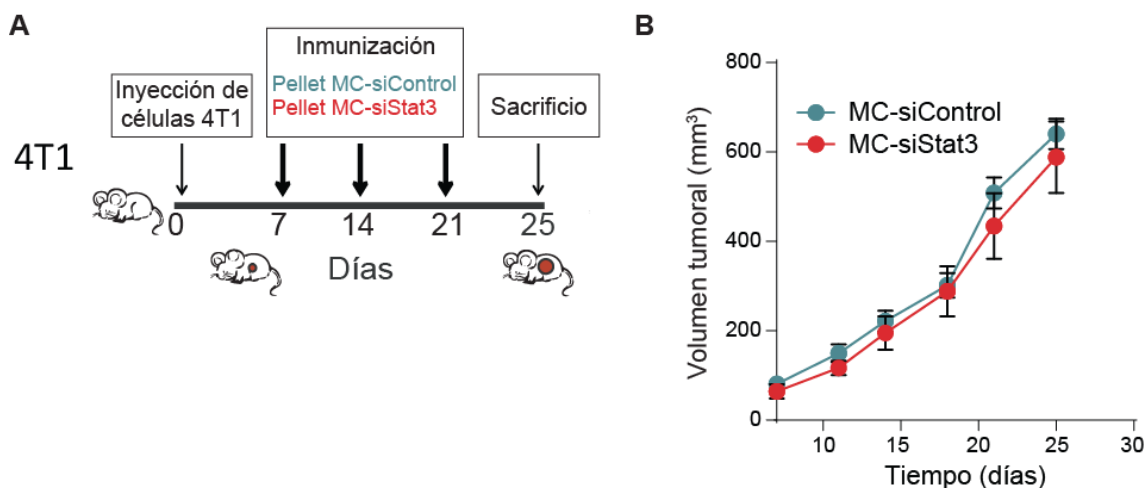 A
Inyección de
células 4T1
Inmunización
Pellet MC-siControl
Pellet MC-siStat3
Sacrificio
4T1
0 7 14 21 25
Días
B
Volumen tumoral (mm³)
800
600
400
200
0
MC-siControl
MC-siStat3
10 15 20 25 30
Tiempo (días)